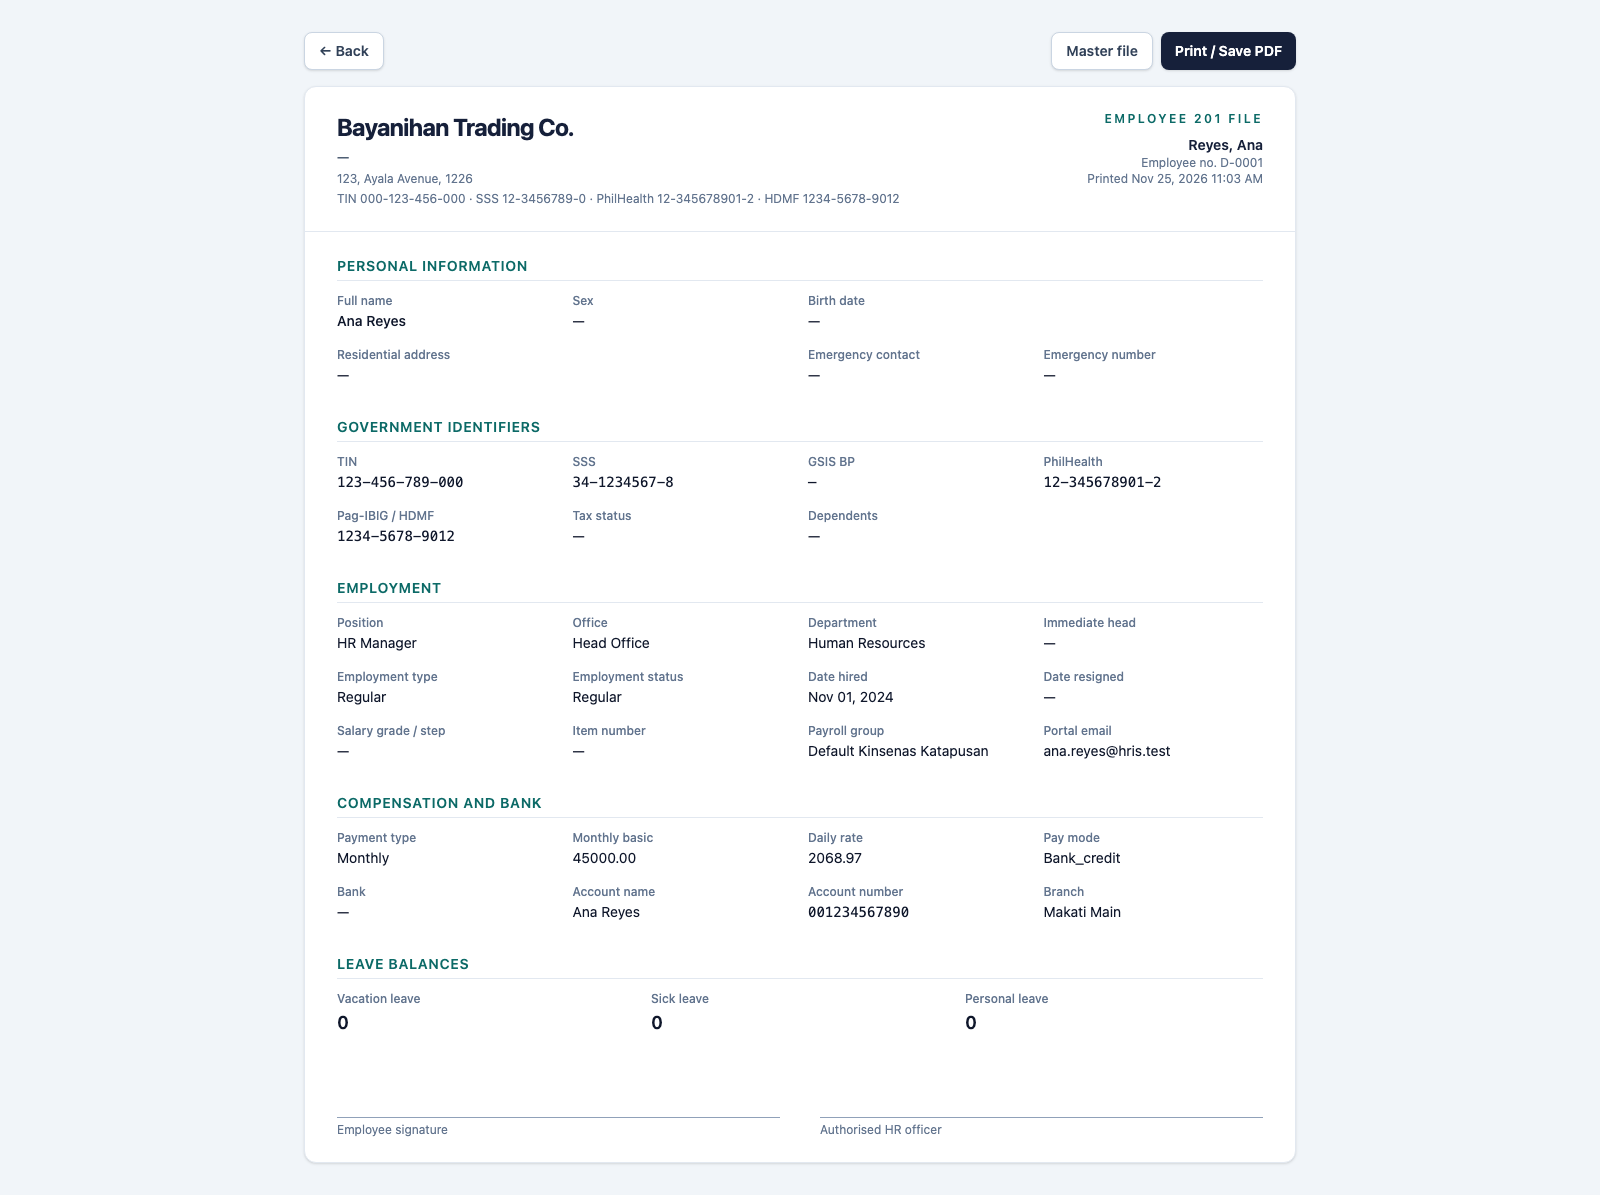 ← Back
Master file
Print / Save PDF
Bayanihan Trading Co.
—
123, Ayala Avenue, 1226
TIN 000-123-456-000 · SSS 12-3456789-0 · PhilHealth 12-345678901-2 · HDMF 1234-5678-9012
EMPLOYEE 201 FILE
Reyes, Ana
Employee no. D-0001
Printed Nov 25, 2026 11:03 AM
PERSONAL INFORMATION
Full name Sex Birth date
Ana Reyes — —
Residential address Emergency contact Emergency number
— — —
GOVERNMENT IDENTIFIERS
TIN SSS GSIS BP PhilHealth
123-456-789-000 34-1234567-8 — 12-345678901-2
Pag-IBIG / HDMF Tax status Dependents
1234-5678-9012 — —
EMPLOYMENT
Position Office Department Immediate head
HR Manager Head Office Human Resources —
Employment type Employment status Date hired Date resigned
Regular Regular Nov 01, 2024 —
Salary grade / step Item number Payroll group Portal email
— — Default Kinsenas Katapusan ana.reyes@hris.test
COMPENSATION AND BANK
Payment type Monthly basic Daily rate Pay mode
Monthly 45000.00 2068.97 Bank_credit
Bank Account name Account number Branch
— Ana Reyes 001234567890 Makati Main
LEAVE BALANCES
Vacation leave Sick leave Personal leave
0 0 0
Employee signature Authorised HR officer